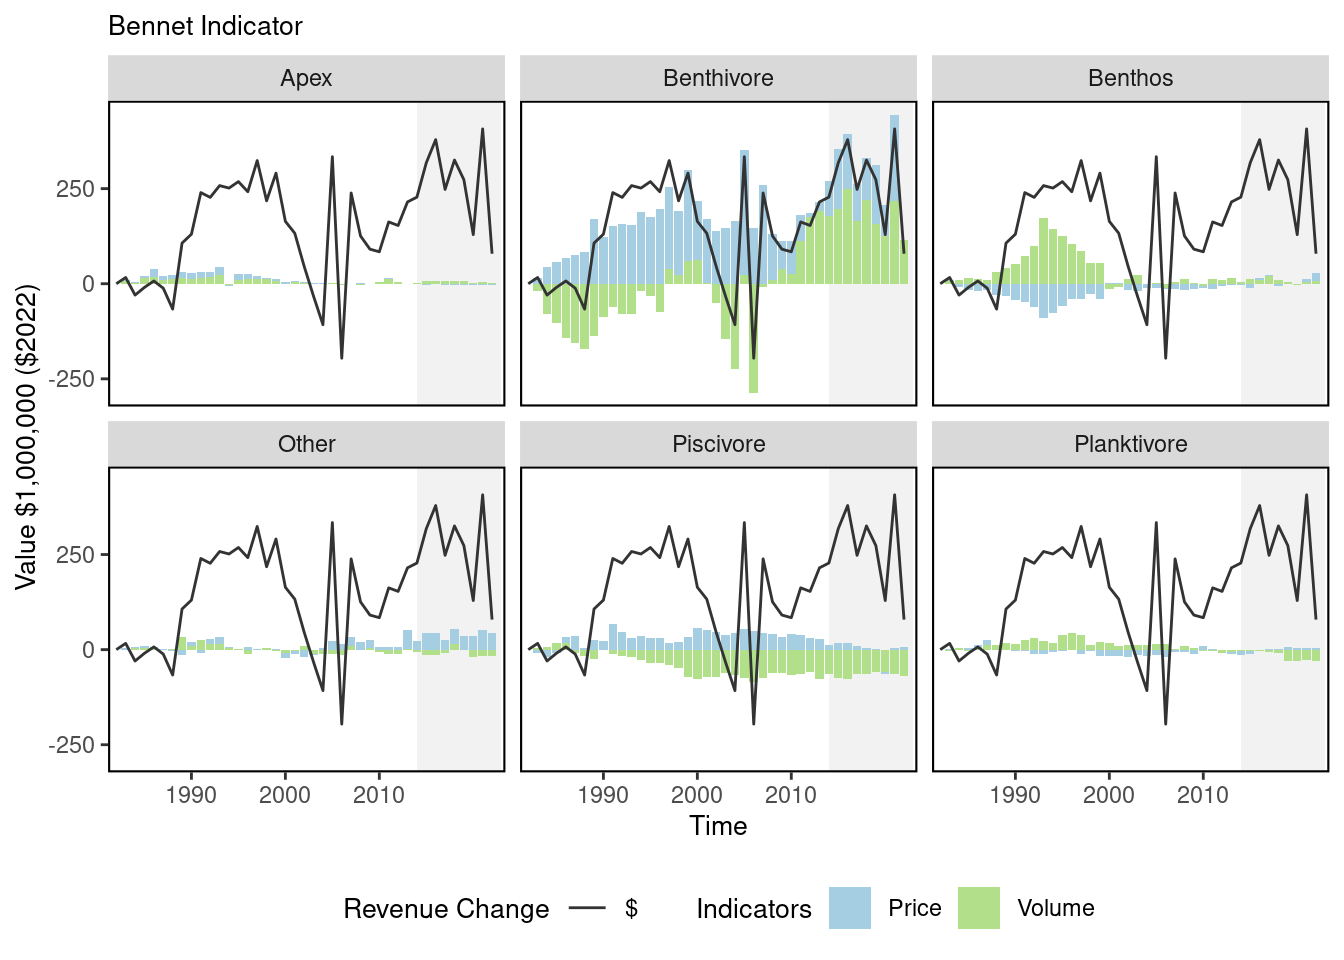 Bennet Indicator
Apex
Benthivore
Benthos
250
0
-250
Other
Piscivore
Planktivore
250
0
-250
Value $1,000,000 ($2022)
1990 2000 2010
1990 2000 2010
1990 2000 2010
Time
Revenue Change $ Indicators Price Volume